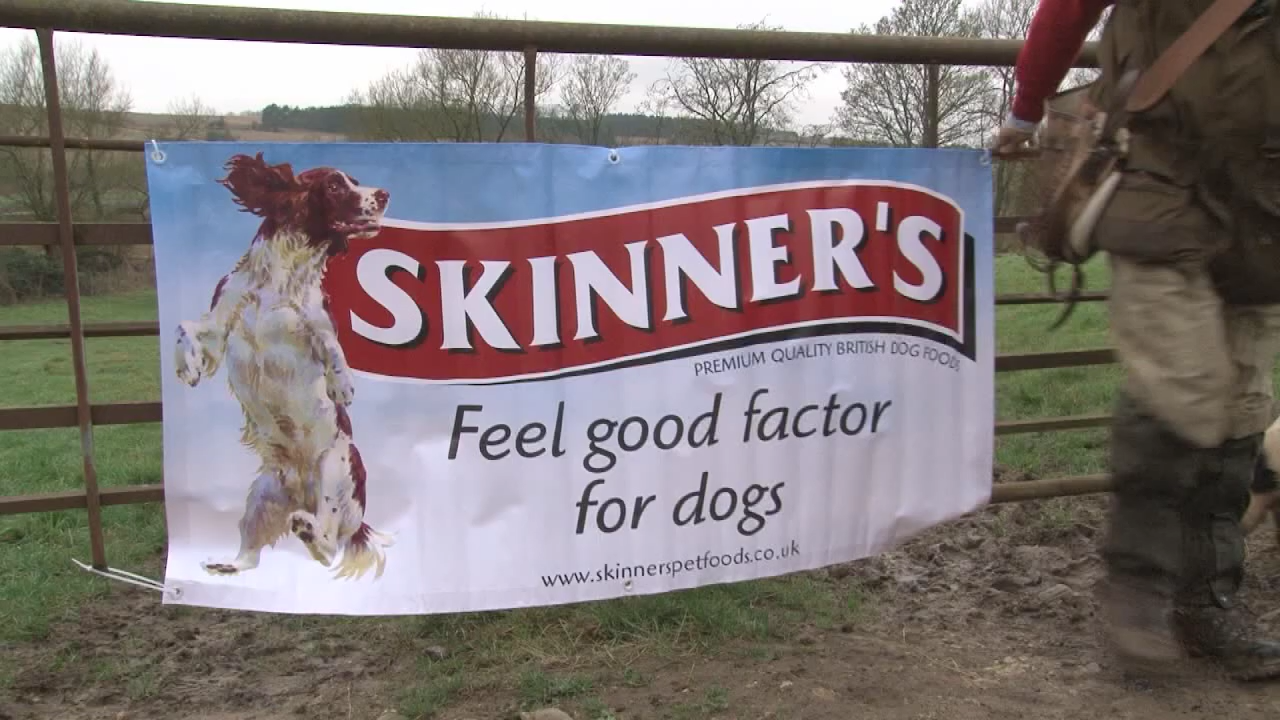 SKINNER'S
PREMIUM QUALITY BRITISH DOG FOODS
Feel good factor
for dogs
www.skinnerspetfoods.co.uk